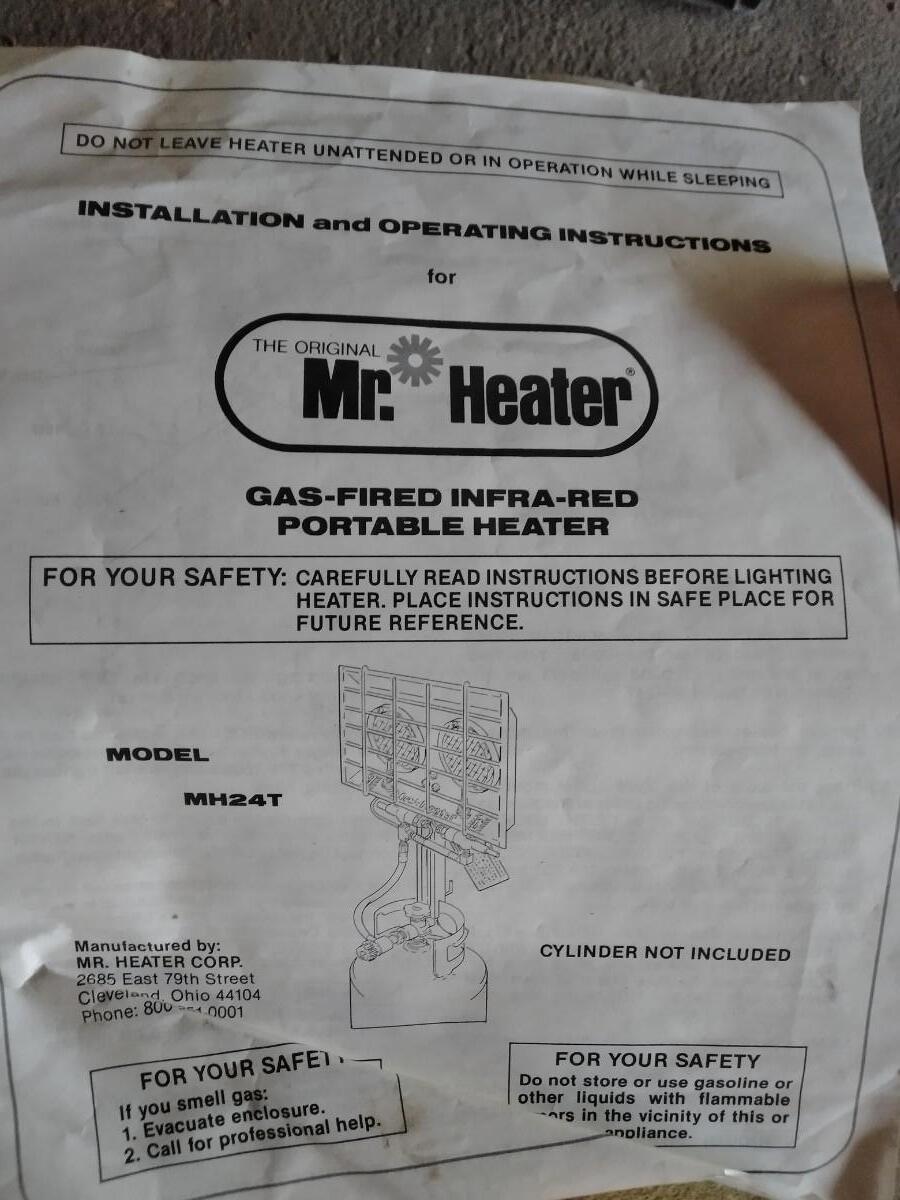 DO NOT LEAVE HEATER UNATTENDED OR IN OPERATION WHILE SLEEPING
INSTALLATION and OPERATING INSTRUCTIONS
for
THE ORIGINAL
Mr. Heater®
GAS-FIRED INFRA-RED
PORTABLE HEATER
FOR YOUR SAFETY: CAREFULLY READ INSTRUCTIONS BEFORE LIGHTING
HEATER. PLACE INSTRUCTIONS IN SAFE PLACE FOR
FUTURE REFERENCE.
MODEL
MH24T
Manufactured by:
MR. HEATER CORP.
2685 East 79th Street
Cleveland, Ohio 44104
Phone: 800 0001
CYLINDER NOT INCLUDED
FOR YOUR SAFETY
If you smell gas:
1. Evacuate enclosure.
2. Call for professional help.
FOR YOUR SAFETY
Do not store or use gasoline or
other liquids with flammable
ors in the vicinity of this or
appliance.